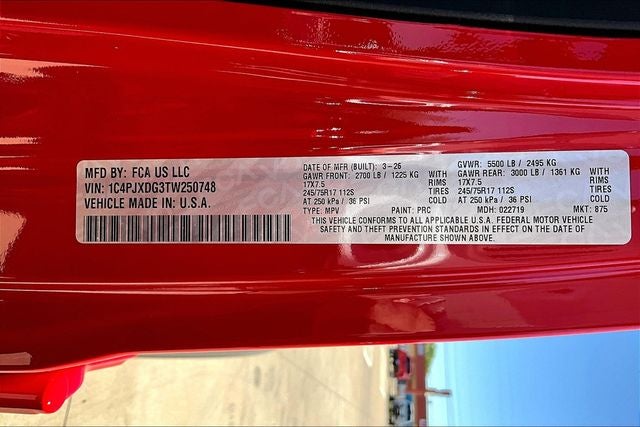 MFD BY: FCA US LLC
VIN: 1C4PJXDG3TW250748
VEHICLE MADE IN: U.S.A.
DATE OF MFR (BUILT): 3-26
GAWR FRONT: 2700 LB / 1225 KG WITH
17X7.5 RIMS
245/75R17 112S TIRES
AT 250 kPa / 36 PSI COLD
GVWR: 5500 LB / 2495 KG
GAWR REAR: 3000 LB / 1361 KG WITH
17X7.5 RIMS
245/75R17 112S TIRES
AT 250 kPa / 36 PSI COLD
TYPE: MPV PAINT: PRC MDH: 022719 MKT: 875
THIS VEHICLE CONFORMS TO ALL APPLICABLE U.S.A. FEDERAL MOTOR VEHICLE
SAFETY AND THEFT PREVENTION STANDARDS IN EFFECT ON THE DATE OF
MANUFACTURE SHOWN ABOVE.